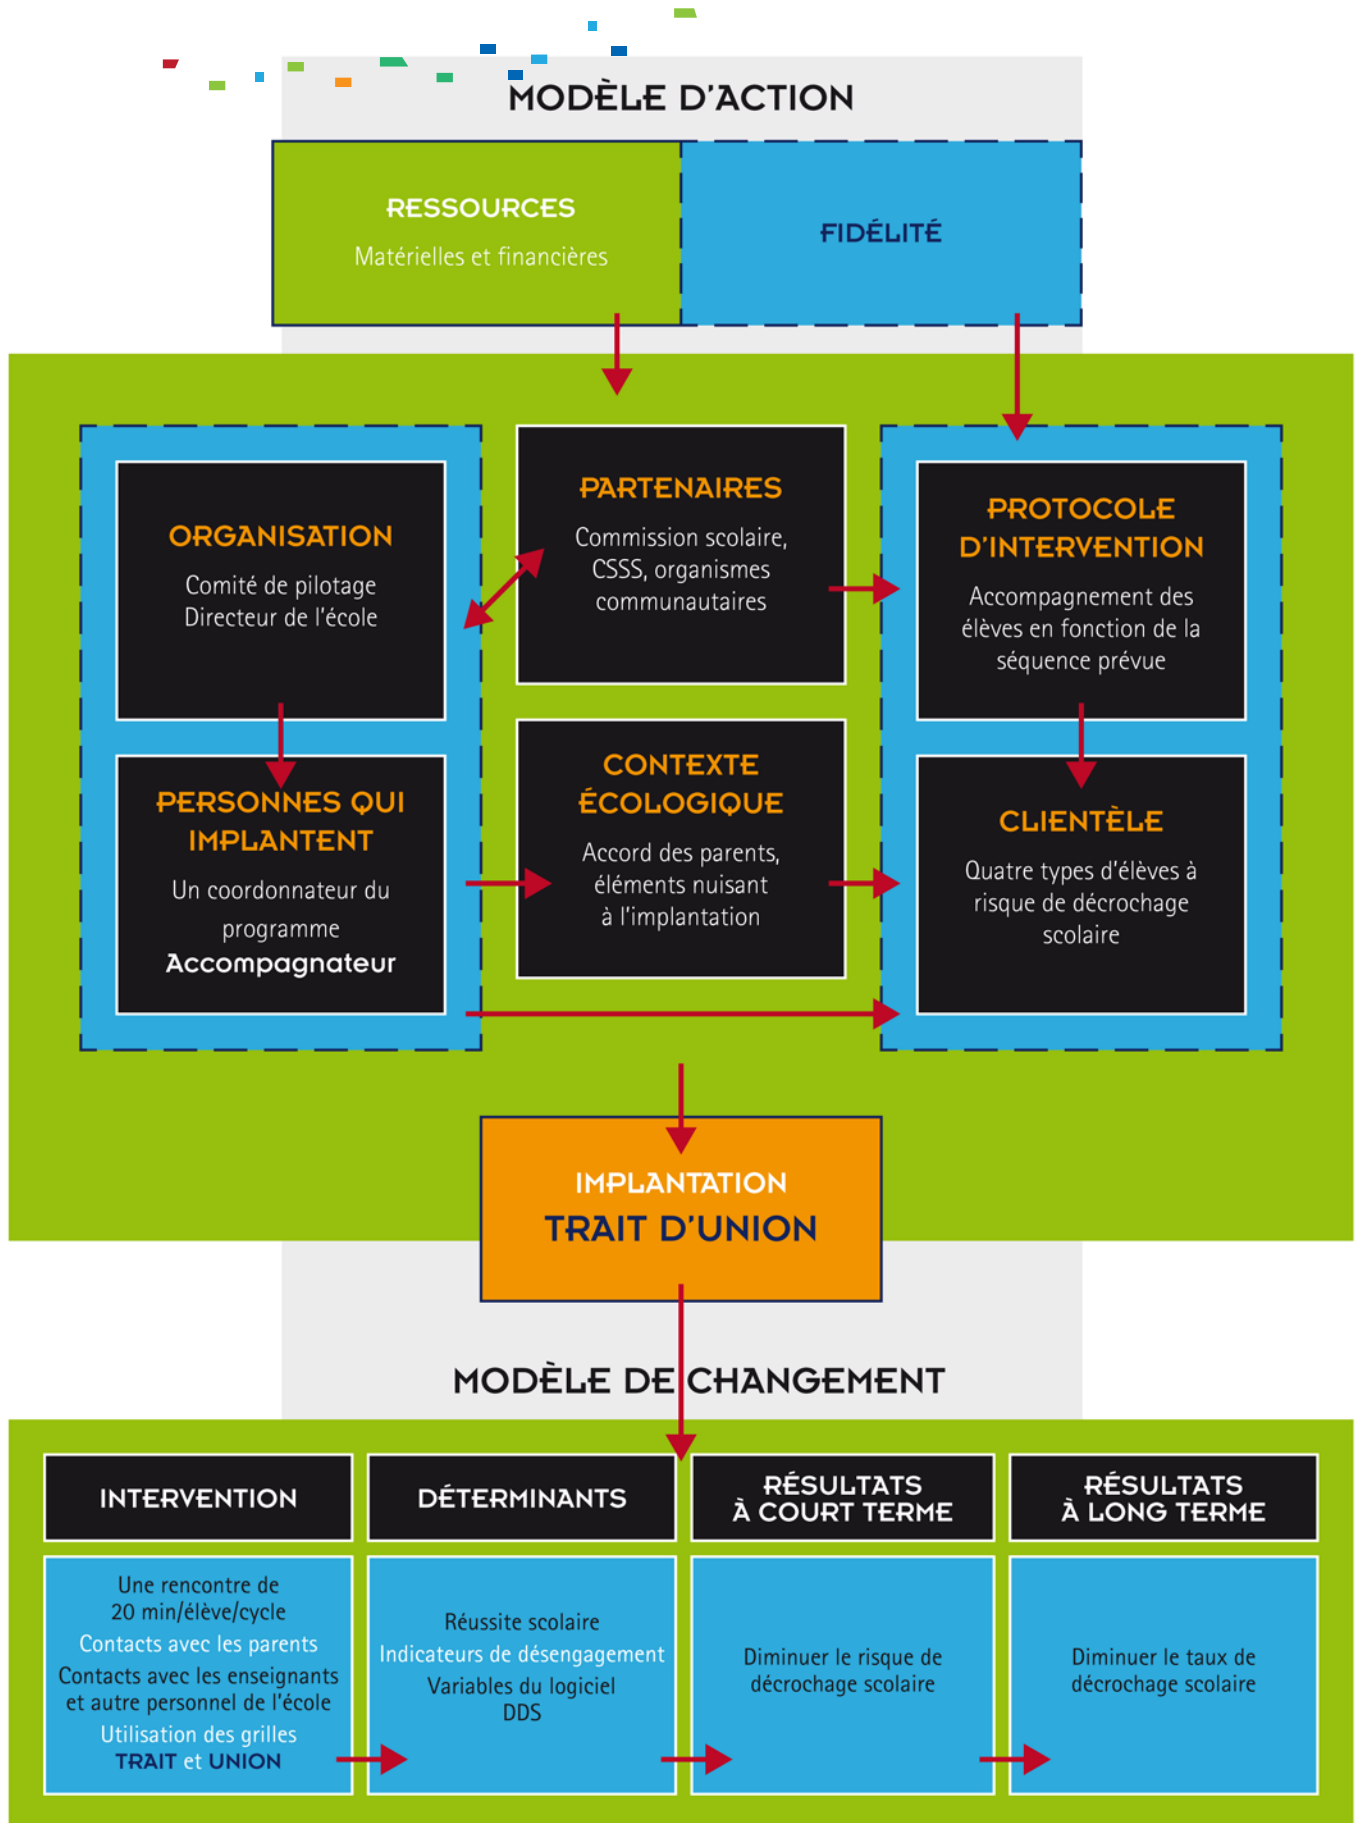 MODÈLE D'ACTION
RESSOURCES
Matérielles et financières
FIDÉLITÉ
ORGANISATION
Comité de pilotage
Directeur de l'école
PARTENAIRES
Commission scolaire,
CSSS, organismes
communautaires
PROTOCOLE
D'INTERVENTION
Accompagnement des
élèves en fonction de la
séquence prévue
PERSONNES QUI
IMPLANTENT
Un coordonnateur du
programme
Accompagnateur
CONTEXTE
ÉCOLOGIQUE
Accord des parents,
éléments nuisant
à l'implantation
CLIENTÈLE
Quatre types d'élèves à
risque de décrochage
scolaire
IMPLANTATION
TRAIT D'UNION
MODÈLE DE CHANGEMENT
INTERVENTION
Une rencontre de
20 min/élève/cycle
Contacts avec les parents
Contacts avec les enseignants
et autre personnel de l'école
Utilisation des grilles
TRAIT et UNION
DÉTERMINANTS
Réussite scolaire
Indicateurs de désengagement
Variables du logiciel
DDS
RÉSULTATS
À COURT TERME
Diminuer le risque de
décrochage scolaire
RÉSULTATS
À LONG TERME
Diminuer le taux de
décrochage scolaire